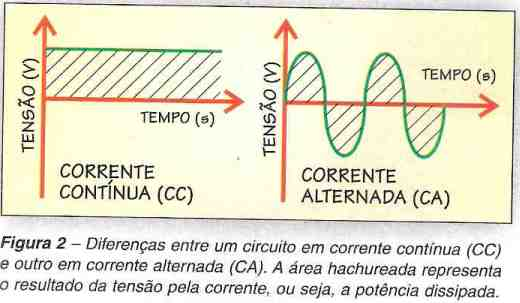 TENSÃO (V)
TEMPO (s)
CORRENTE
CONTÍNUA (CC)
TENSÃO (V)
TEMPO (s)
CORRENTE
ALTERNADA (CA)
Figura 2 – Diferenças entre um circuito em corrente contínua (CC)
e outro em corrente alternada (CA). A área hachureada representa
o resultado da tensão pela corrente, ou seja, a potência dissipada.